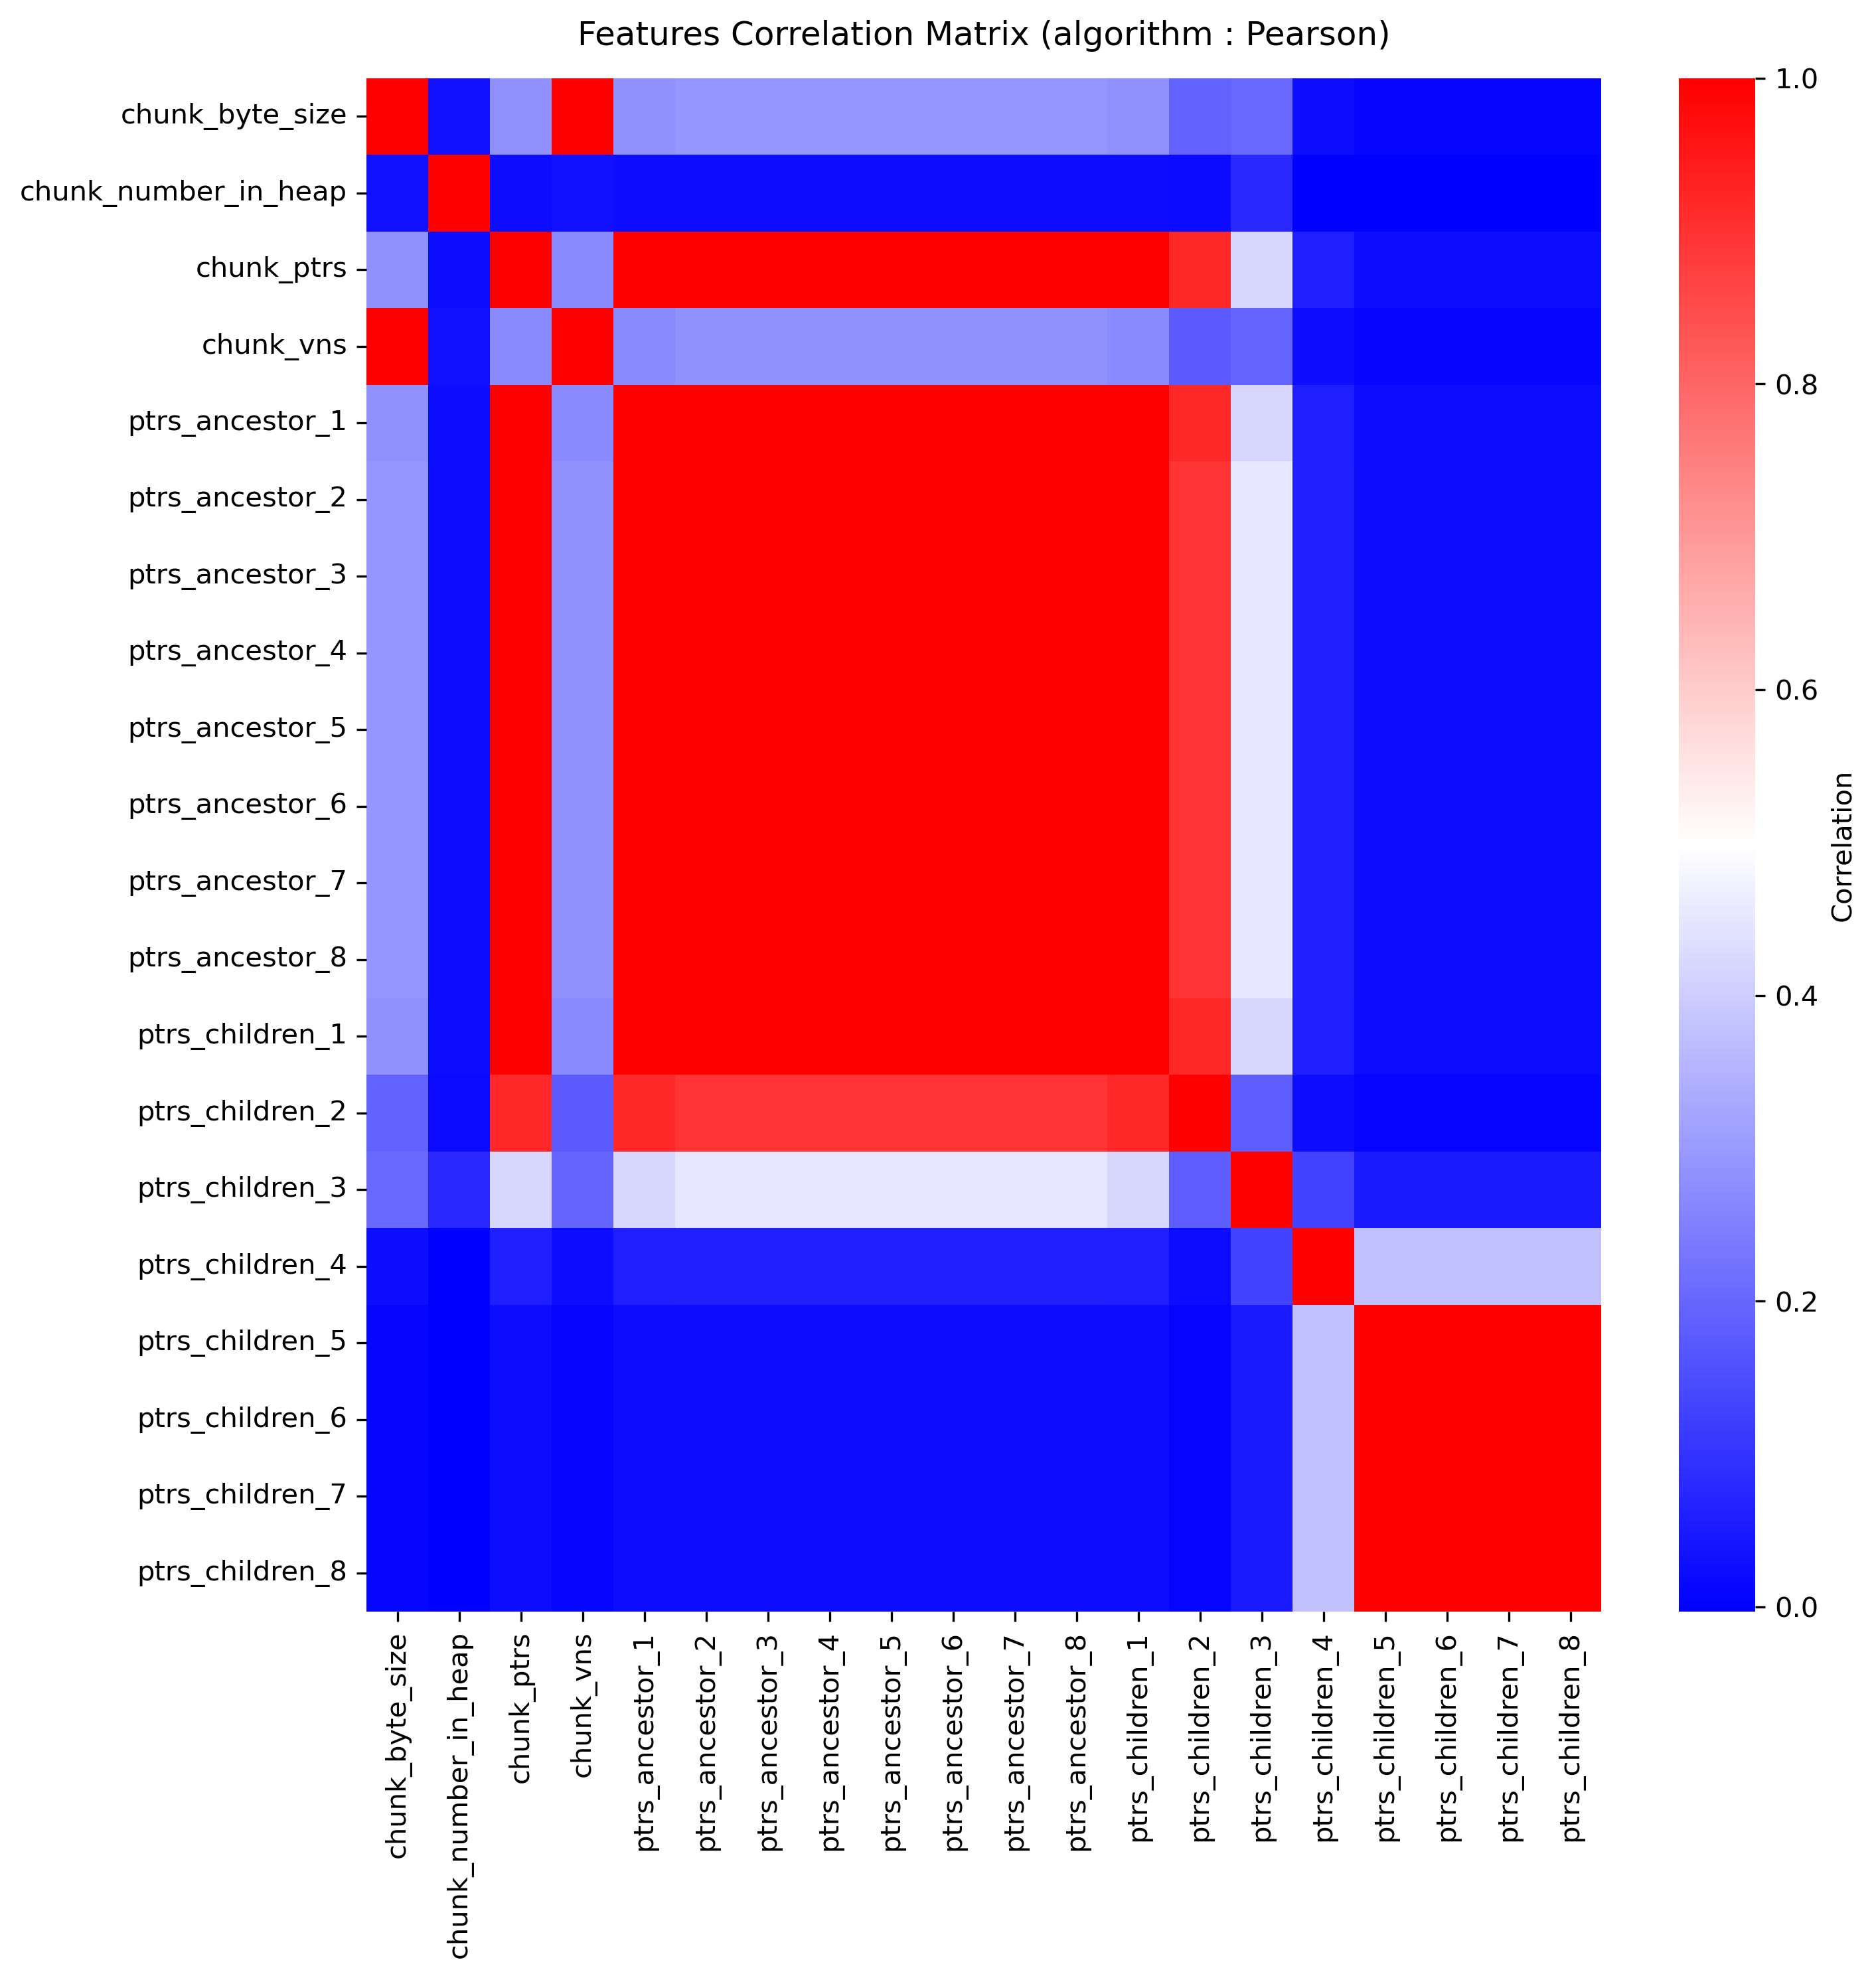 Features Correlation Matrix (algorithm : Pearson)
chunk_byte_size
chunk_number_in_heap
chunk_ptrs
chunk_vns
ptrs_ancestor_1
ptrs_ancestor_2
ptrs_ancestor_3
ptrs_ancestor_4
ptrs_ancestor_5
ptrs_ancestor_6
ptrs_ancestor_7
ptrs_ancestor_8
ptrs_children_1
ptrs_children_2
ptrs_children_3
ptrs_children_4
ptrs_children_5
ptrs_children_6
ptrs_children_7
ptrs_children_8
chunk_byte_size
chunk_number_in_heap
chunk_ptrs
chunk_vns
ptrs_ancestor_1
ptrs_ancestor_2
ptrs_ancestor_3
ptrs_ancestor_4
ptrs_ancestor_5
ptrs_ancestor_6
ptrs_ancestor_7
ptrs_ancestor_8
ptrs_children_1
ptrs_children_2
ptrs_children_3
ptrs_children_4
ptrs_children_5
ptrs_children_6
ptrs_children_7
ptrs_children_8
1.0
0.8
0.6
0.4
0.2
0.0
Correlation